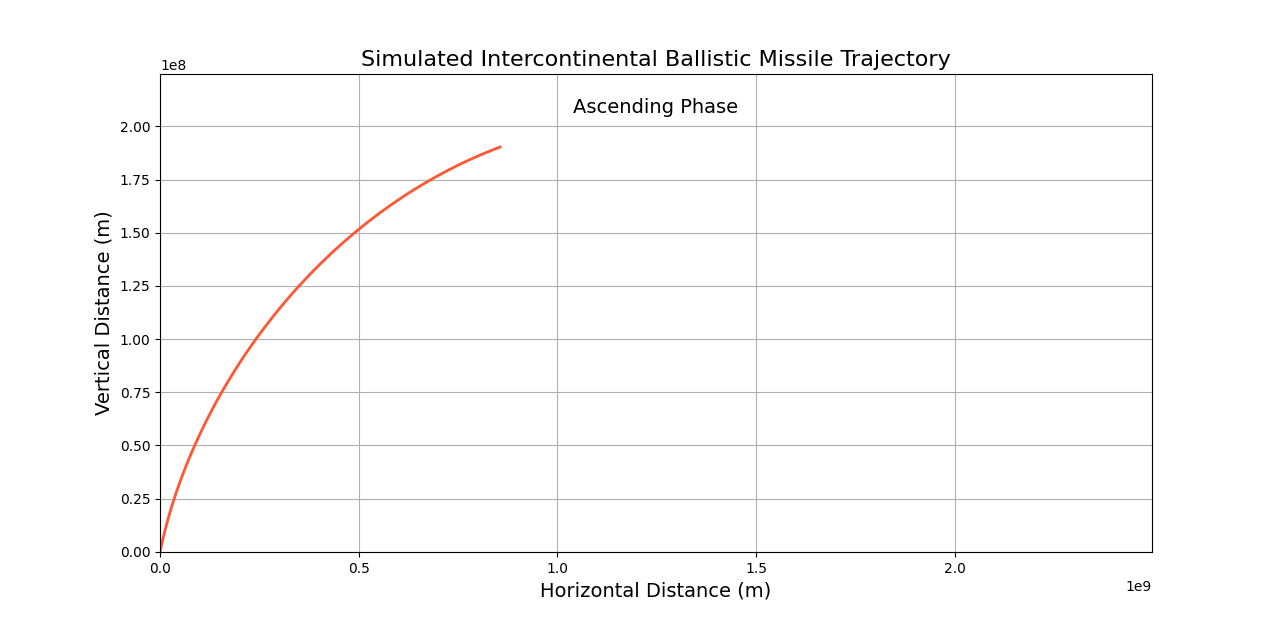 Simulated Intercontinental Ballistic Missile Trajectory
1e8
Ascending Phase
2.00
1.75
1.50
1.25
1.00
0.75
0.50
0.25
0.00
Vertical Distance (m)
0.0 0.5 1.0 1.5 2.0
1e9
Horizontal Distance (m)